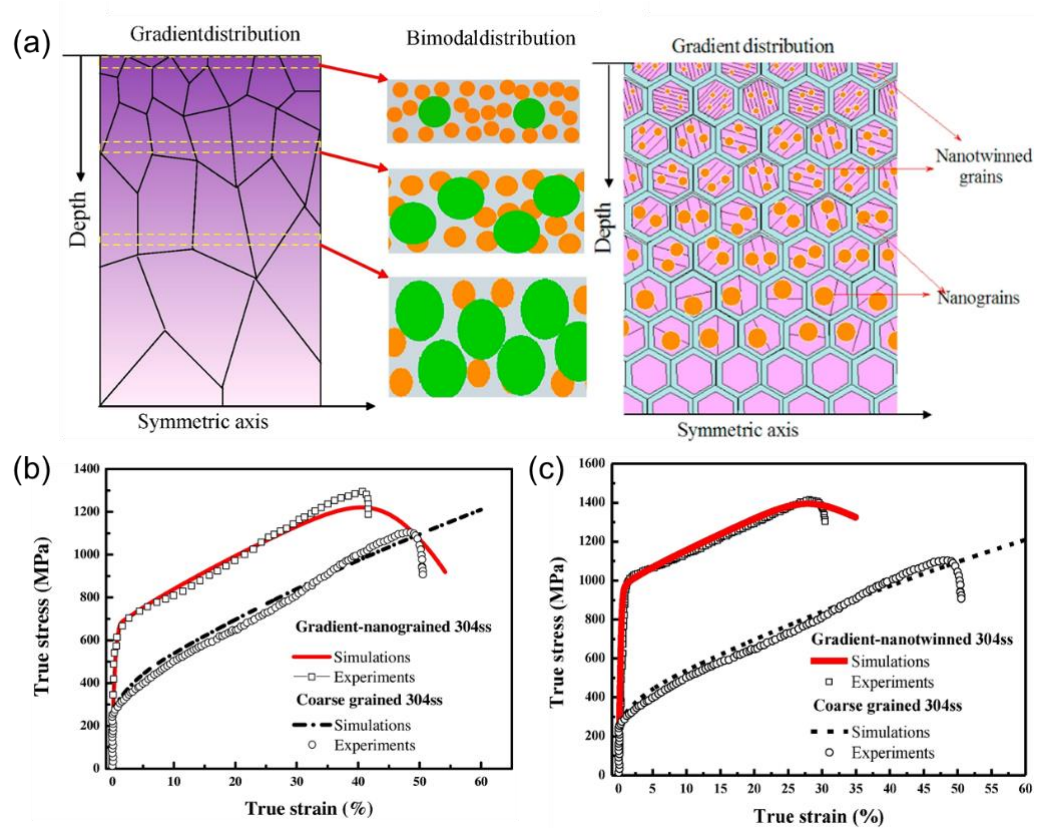 (a)
Gradientdistribution
Bimodaldistribution
Gradient distribution
Depth
Symmetric axis
Depth
Nanotwinned
grains
Nanograins
Symmetric axis
(b)
1400
1200
1000
800
600
400
200
0
True stress (MPa)
Gradient-nanograined 304ss
Simulations
Experiments
Coarse grained 304ss
Simulations
Experiments
0 10 20 30 40 50 60
True strain (%)
(c)
1600
1400
1200
1000
800
600
400
200
0
True stress (MPa)
Gradient-nanotwinned 304ss
Simulations
Experiments
Coarse grained 304ss
Simulations
Experiments
0 5 10 15 20 25 30 35 40 45 50 55 60
True strain (%)